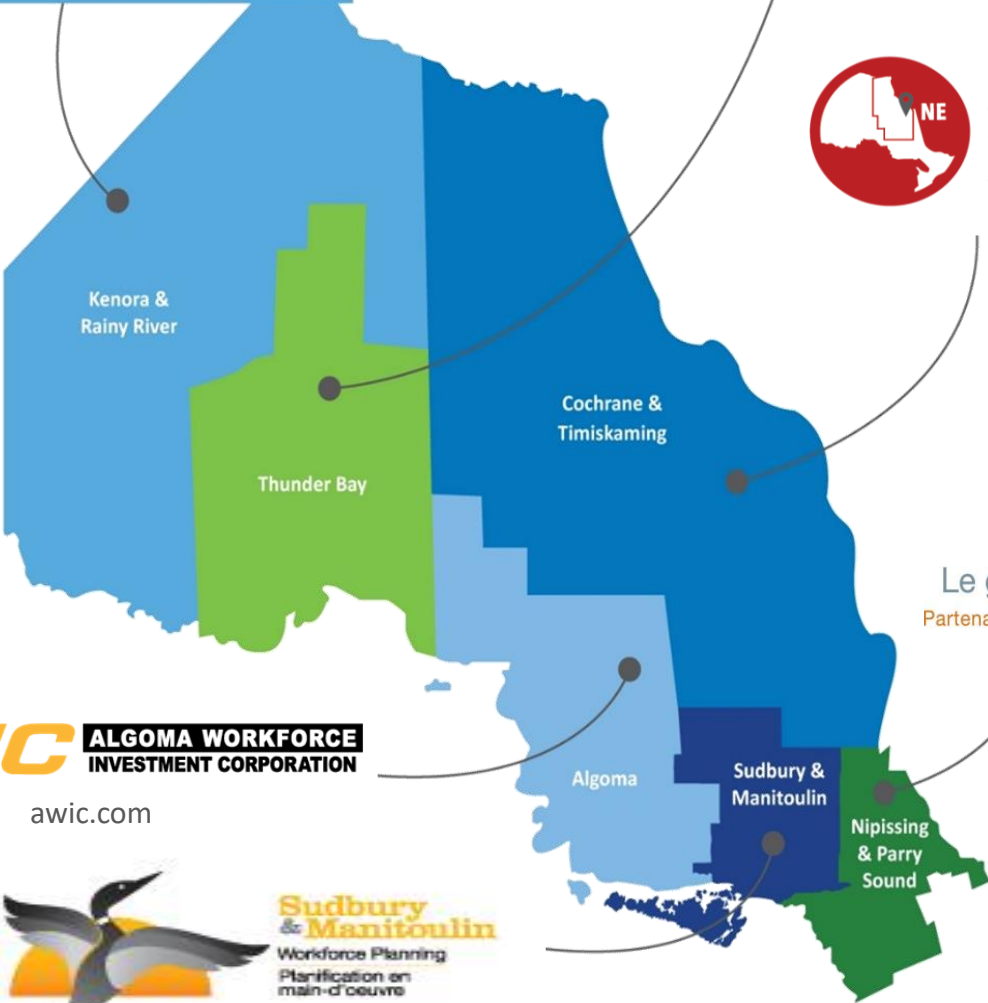 NE
Kenora &
Rainy River
Cochrane &
Timiskaming
Thunder Bay
Le
Partena
ALGOMA WORKFORCE
INVESTMENT CORPORATION
awic.com
Algoma
Sudbury &
Manitoulin
Nipissing
& Parry
Sound
Sudbury
& Manitoulin
Workforce Planning
Planification en
main-d'oeuvre